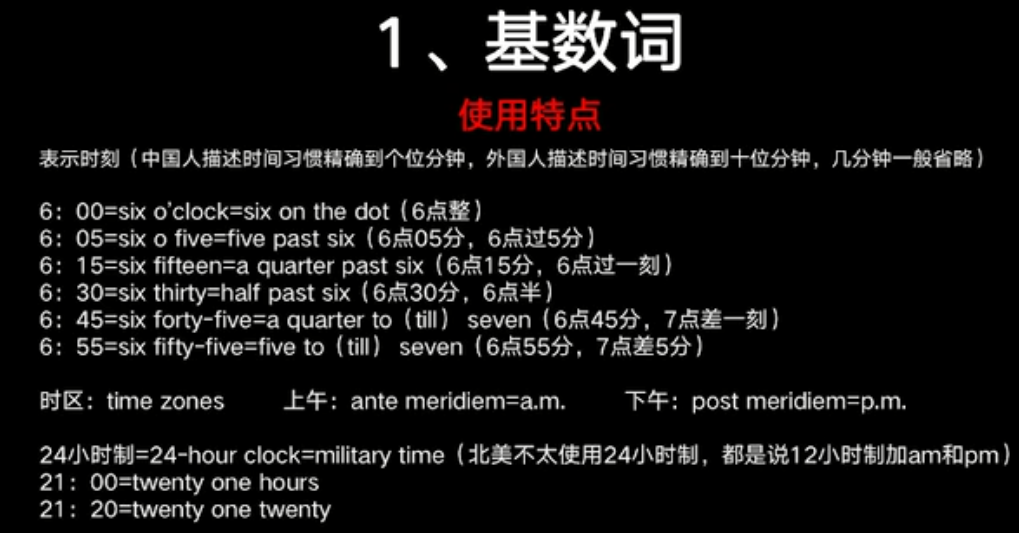 1、基数词
使用特点
表示时刻（中国人描述时间习惯精确到个位分钟，外国人描述时间习惯精确到十位分钟，几分钟一般省略）
6：00=six o'clock=six on the dot（6点整）
6：05=six o five=five past six（6点05分，6点过5分）
6：15=six fifteen=a quarter past six（6点15分，6点过一刻）
6：30=six thirty=half past six（6点30分，6点半）
6：45=six forty-five=a quarter to（till） seven（6点45分，7点差一刻）
6：55=six fifty-five=five to（till） seven（6点55分，7点差5分）
时区：time zones 上午：ante meridiem=a.m. 下午：post meridiem=p.m.
24小时制=24-hour clock=military time（北美不太使用24小时制，都是说12小时制加am和pm）
21：00=twenty one hours
21：20=twenty one twenty